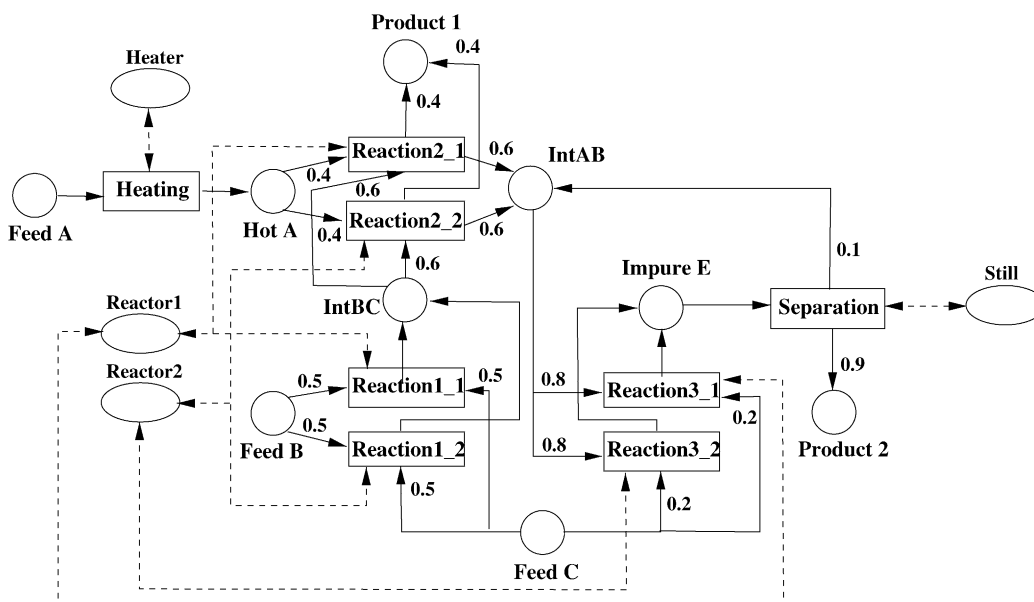 Product 1
0.4
Heater
0.4
Reaction2_1
0.6
IntAB
0.4
0.6
Heating
Feed A
Hot A
0.4
Reaction2_2
0.6
0.1
0.6
Impure E
Still
IntBC
Separation
Reactor1
Reactor2
0.5
Reaction1_1
0.5
0.8
Reaction3_1
0.9
0.2
Feed B
0.5
Reaction1_2
0.8
Reaction3_2
Product 2
0.5
0.2
Feed C